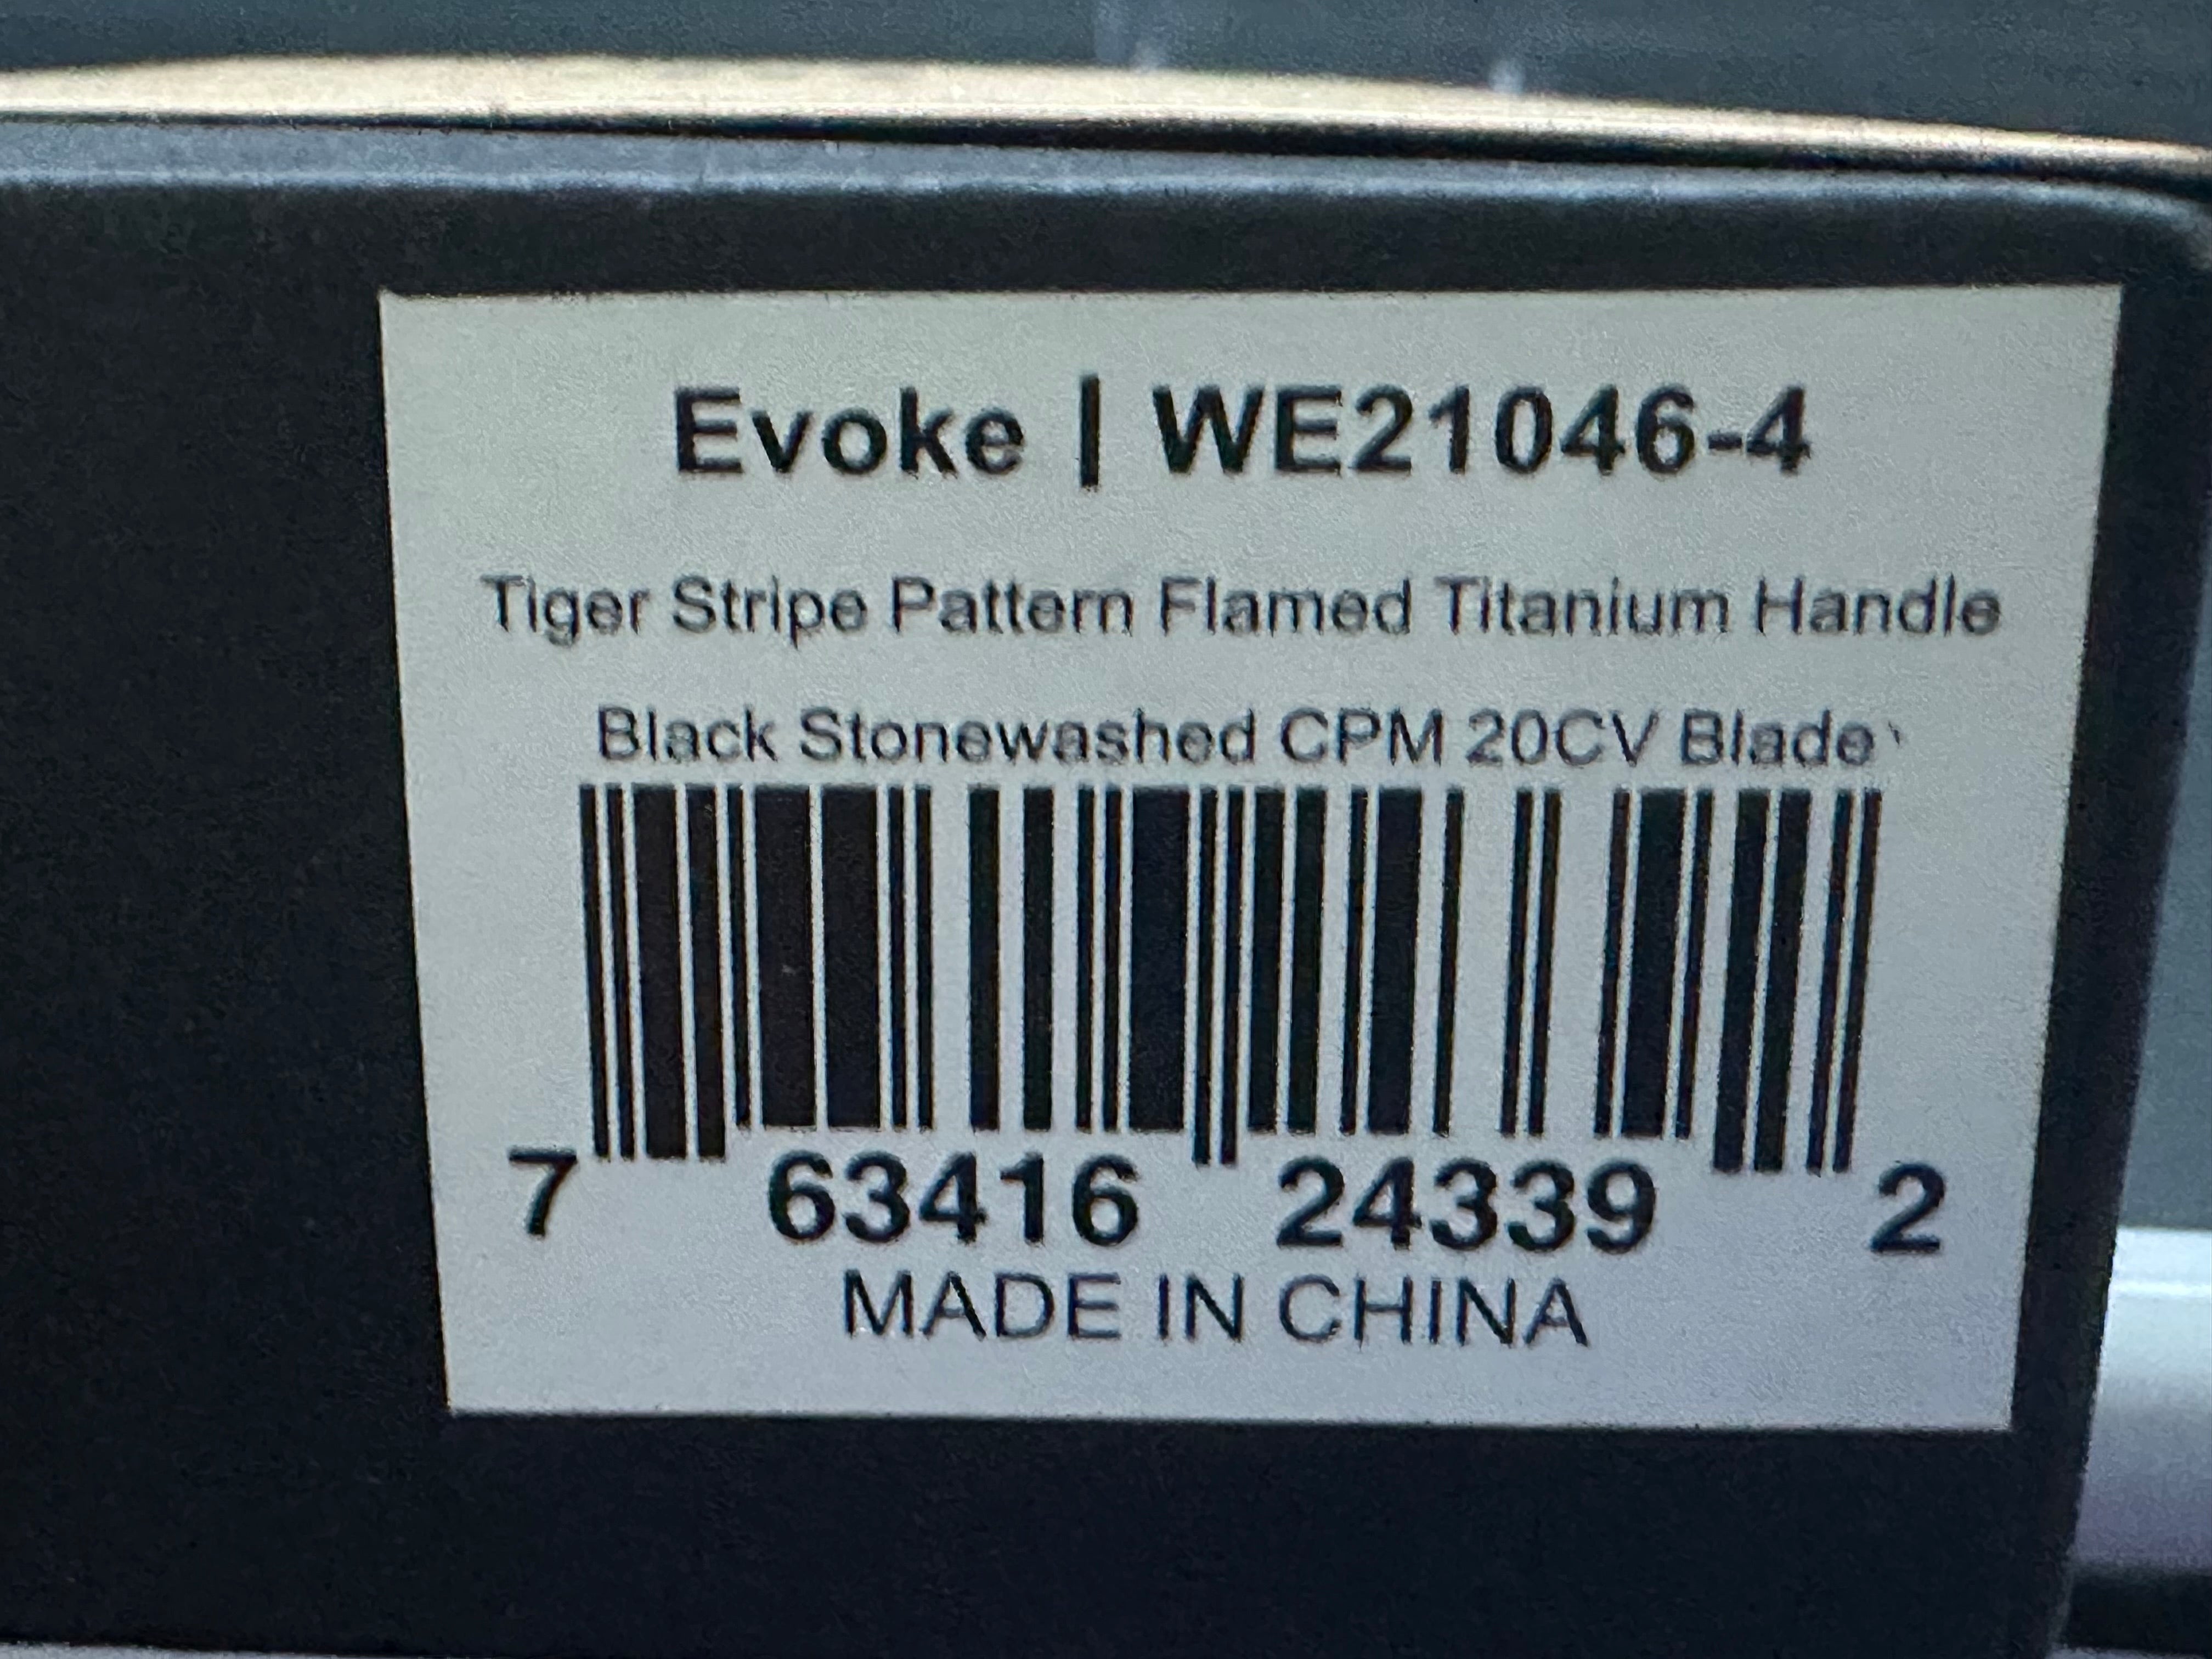 Evoke | WE21046-4
Tiger Stripe Pattern Flamed Titanium Handle
Black Stonewashed CPM 20CV Blade`
7 63416 24339 2
MADE IN CHINA